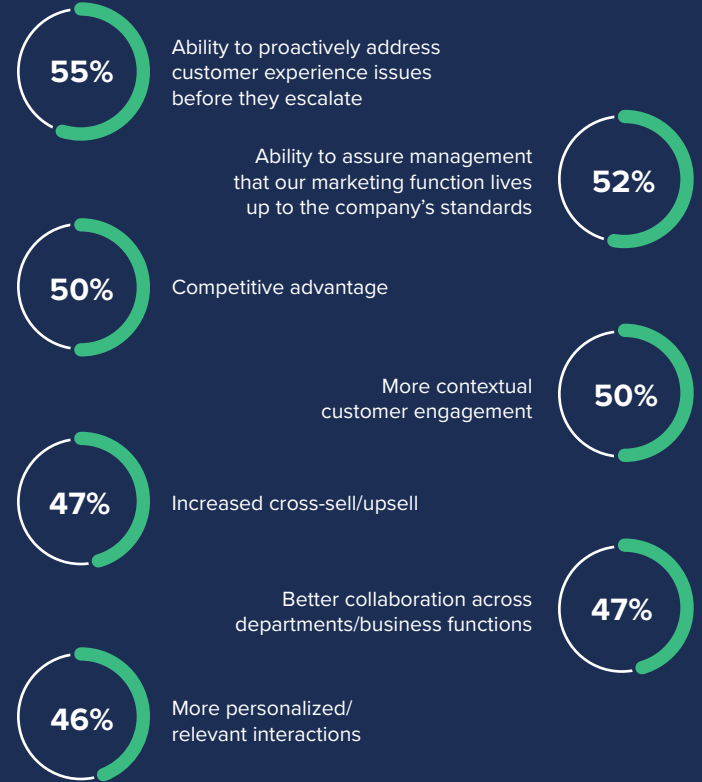 55%
Ability to proactively address
customer experience issues
before they escalate
Ability to assure management
that our marketing function lives
up to the company’s standards
52%
50%
Competitive advantage
More contextual
customer engagement
50%
47%
Increased cross-sell/upsell
Better collaboration across
departments/business functions
47%
46%
More personalized/
relevant interactions